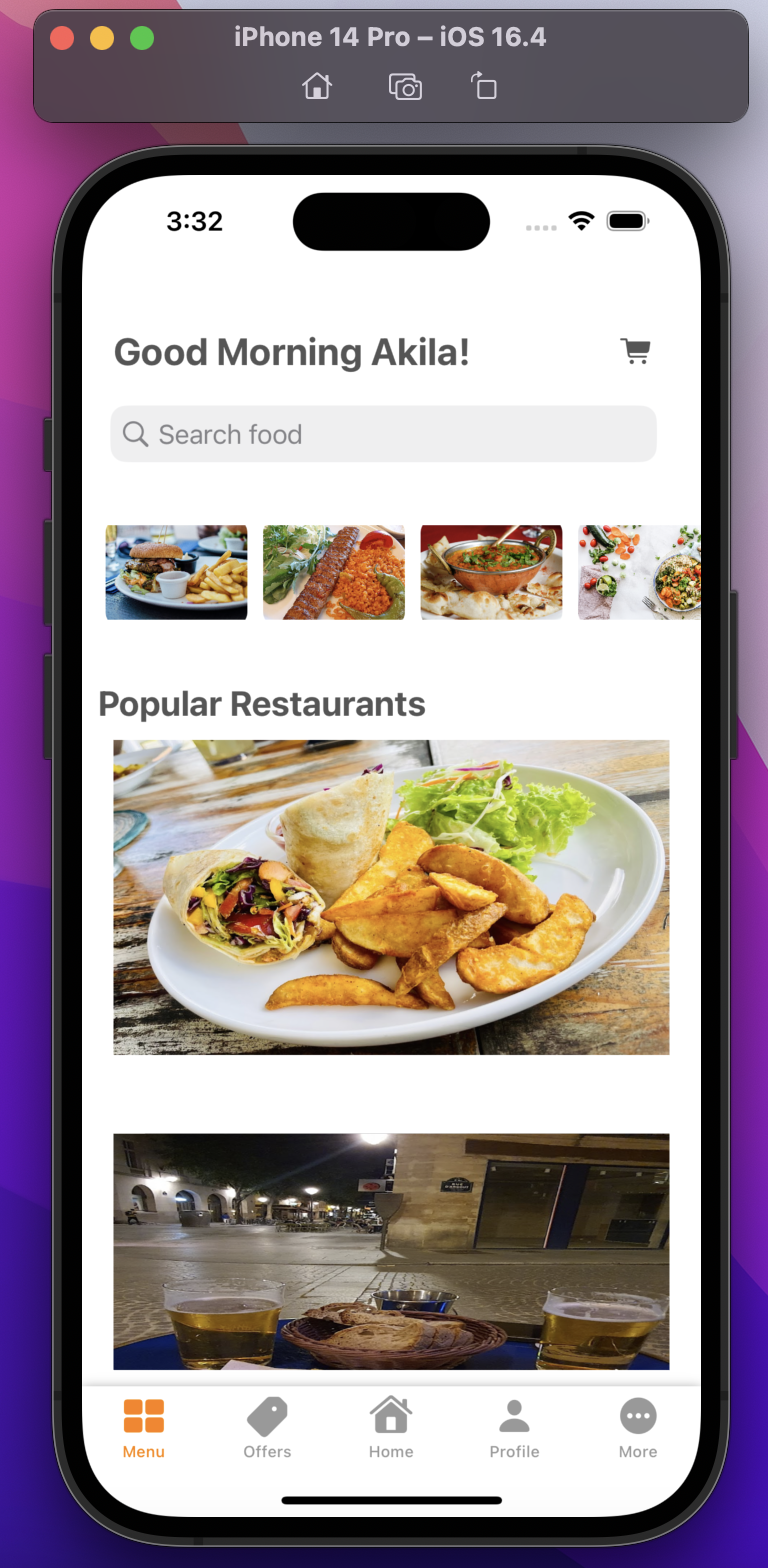 iPhone 14 Pro – iOS 16.4
3:32
Good Morning Akila!
Search food
Popular Restaurants
Menu
Offers
Home
Profile
More